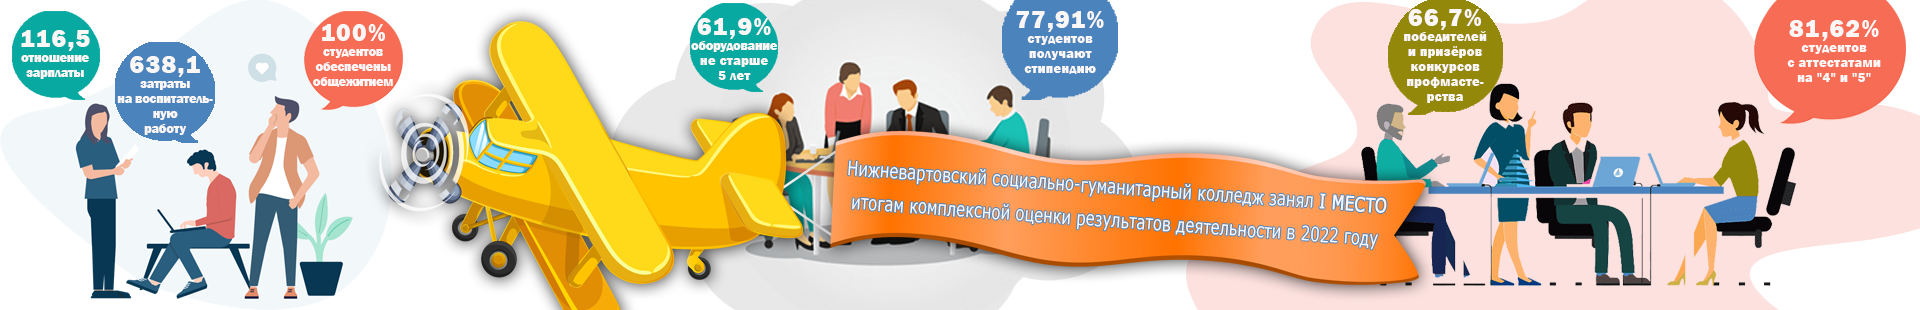 116,5
отношение
зарплаты
638,1
затраты
на воспитатель-
ную
работу
100%
студентов
обеспечены
общежитием
61,9%
оборудование
не старше
5 лет
77,91%
студентов
получают
стипендию
66,7%
победителей
и призёров
конкурсов
профмасте-
рства
81,62%
студентов
с аттестатами
на "4" и "5"
Нижневартовский социально-гуманитарный колледж занял I МЕСТО
итогам комплексной оценки результатов деятельности в 2022 году